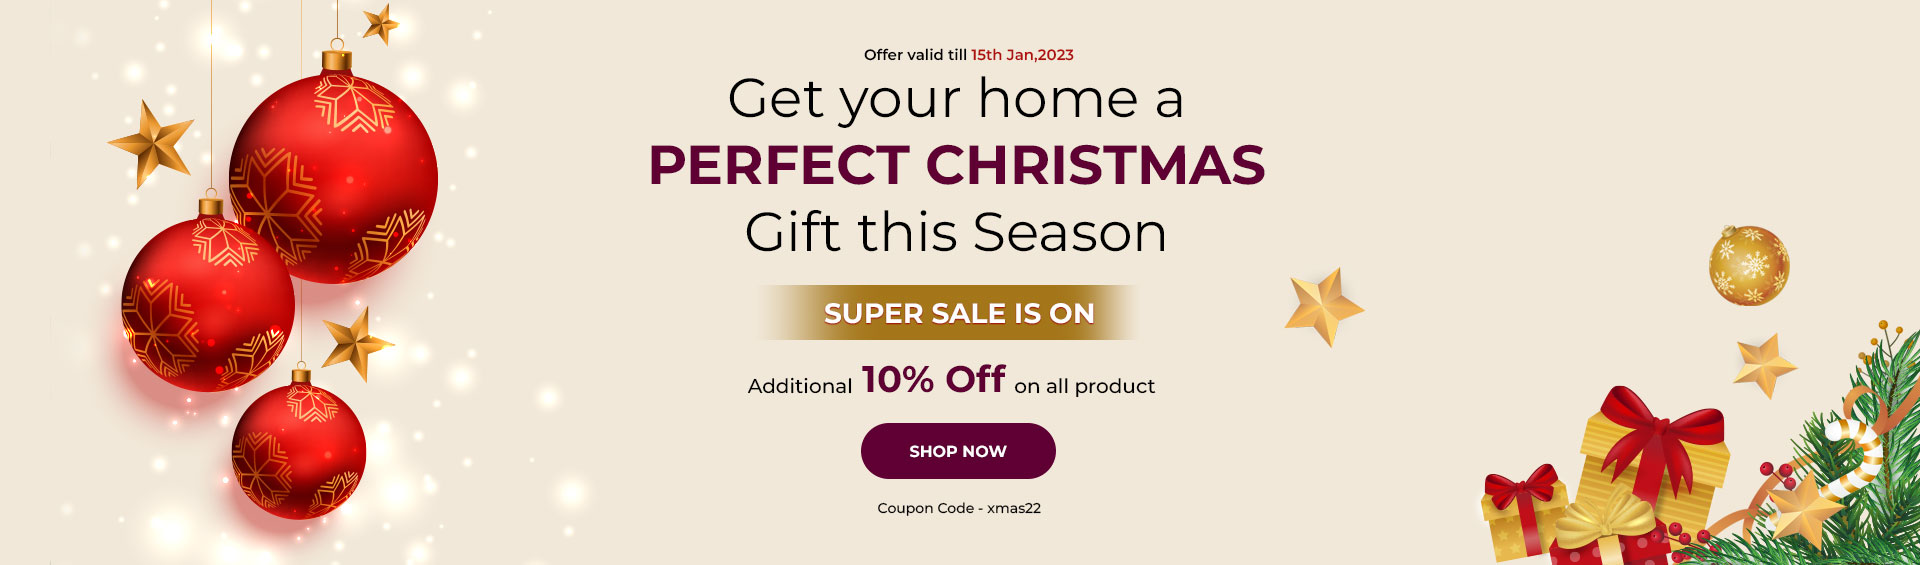 Offer valid till 15th Jan,2023
Get your home a
PERFECT CHRISTMAS
Gift this Season
SUPER SALE IS ON
Additional 10% Off on all product
SHOP NOW
Coupon Code - xmas22